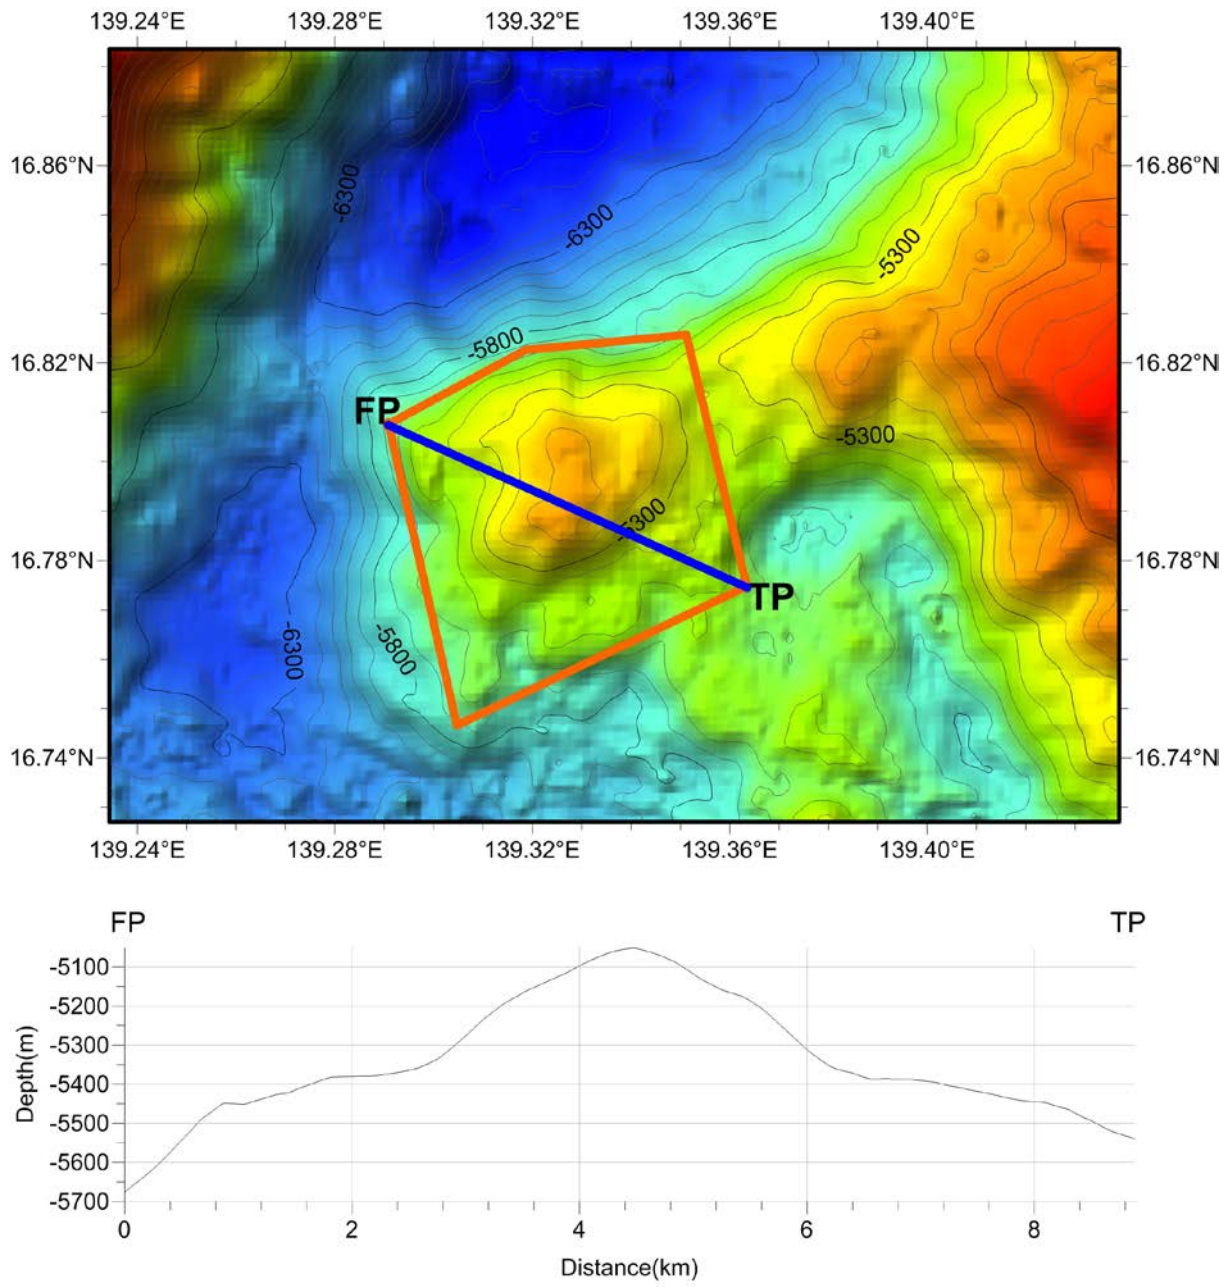 139.24°E 139.28°E 139.32°E 139.36°E 139.40°E
16.86°N 16.86°N
-6300
-6300
-5300
-5800
16.82°N 16.82°N
FP
-5300
-5300
16.78°N 16.78°N
TP
-6300
-5800
16.74°N 16.74°N
139.24°E 139.28°E 139.32°E 139.36°E 139.40°E
FP TP
-5100
-5200
-5300
-5400
-5500
-5600
-5700
Depth(m)
0 2 4 6 8
Distance(km)